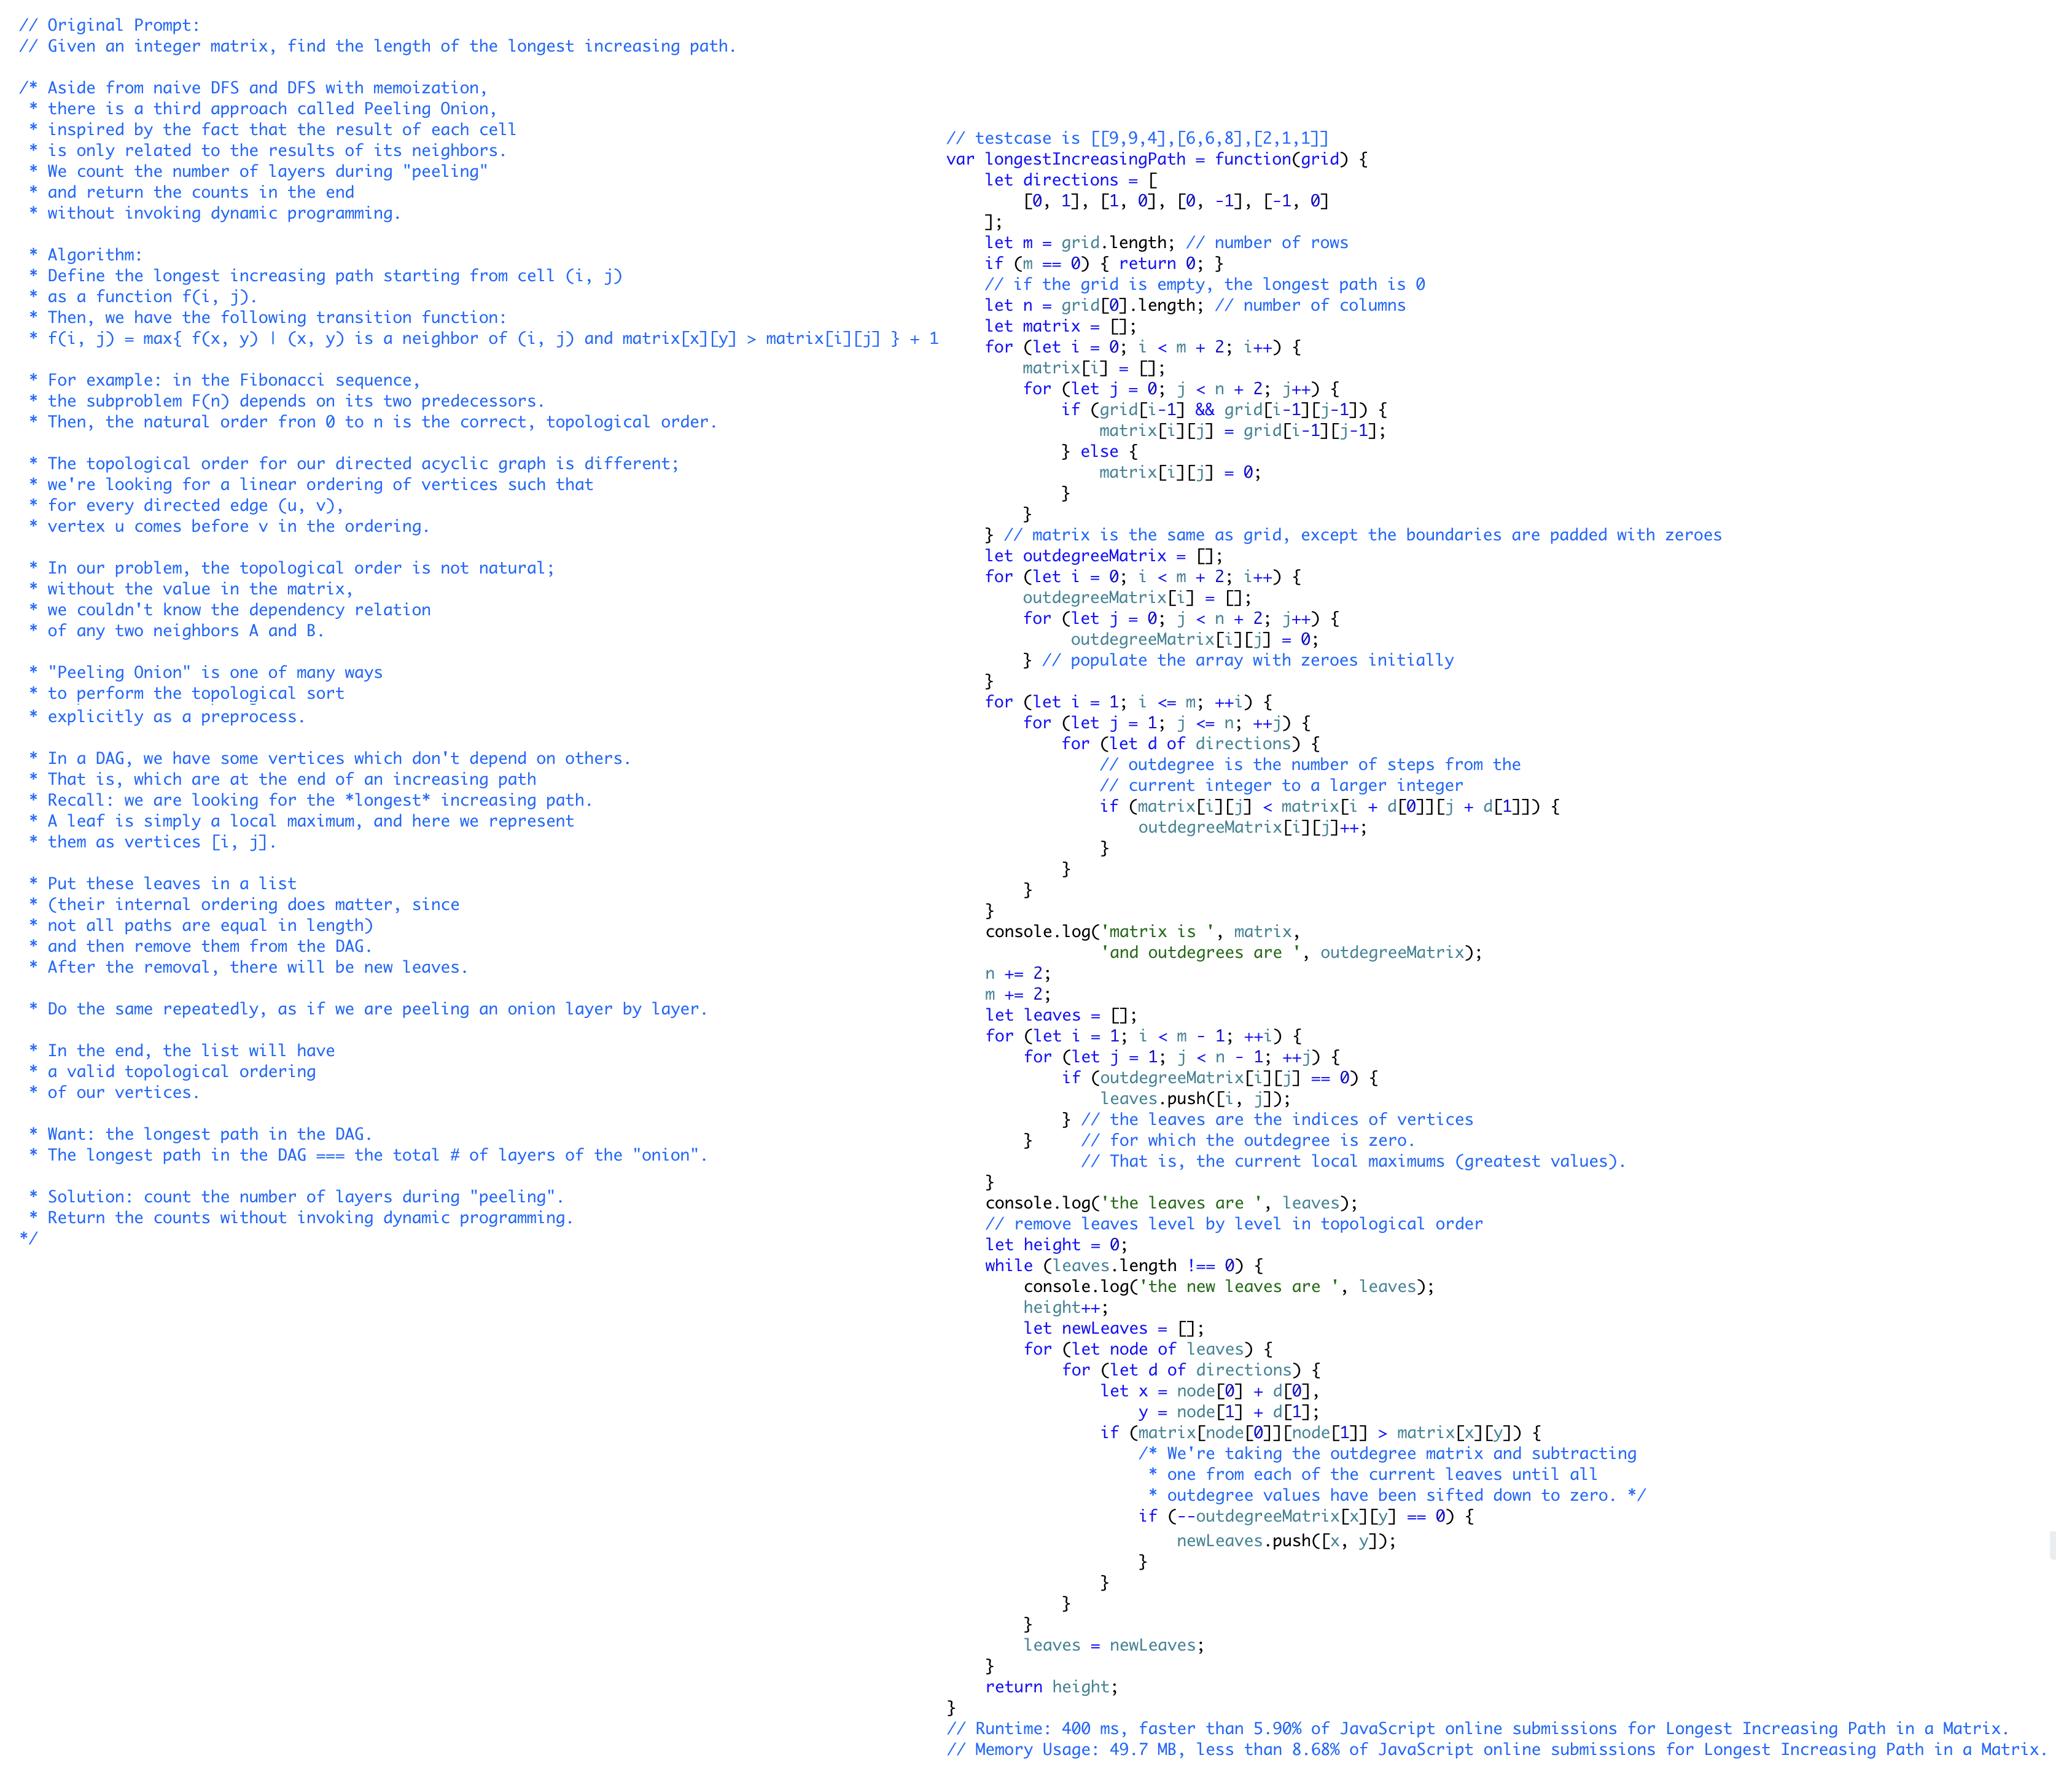 // Original Prompt:
// Given an integer matrix, find the length of the longest increasing path.
/* Aside from naive DFS and DFS with memoization,
 * there is a third approach called Peeling Onion,
 * inspired by the fact that the result of each cell
 * is only related to the results of its neighbors.
 * We count the number of layers during "peeling"
 * and return the counts in the end
 * without invoking dynamic programming.
 * Algorithm:
 * Define the longest increasing path starting from cell (i, j)
 * as a function f(i, j).
 * Then, we have the following transition function:
 * f(i, j) = max{ f(x, y) | (x, y) is a neighbor of (i, j) and matrix[x][y] > matrix[i][j] } + 1
 * For example: in the Fibonacci sequence,
 * the subproblem F(n) depends on its two predecessors.
 * Then, the natural order fron 0 to n is the correct, topological order.
 * The topological order for our directed acyclic graph is different;
 * we're looking for a linear ordering of vertices such that
 * for every directed edge (u, v),
 * vertex u comes before v in the ordering.
 * In our problem, the topological order is not natural;
 * without the value in the matrix,
 * we couldn't know the dependency relation
 * of any two neighbors A and B.
 * "Peeling Onion" is one of many ways
 * to perform the topological sort
 * explicitly as a preprocess.
 * In a DAG, we have some vertices which don't depend on others.
 * That is, which are at the end of an increasing path
 * Recall: we are looking for the *longest* increasing path.
 * A leaf is simply a local maximum, and here we represent
 * them as vertices [i, j].
 * Put these leaves in a list
 * (their internal ordering does matter, since
 * not all paths are equal in length)
 * and then remove them from the DAG.
 * After the removal, there will be new leaves.
 * Do the same repeatedly, as if we are peeling an onion layer by layer.
 * In the end, the list will have
 * a valid topological ordering
 * of our vertices.
 * Want: the longest path in the DAG.
 * The longest path in the DAG === the total # of layers of the "onion".
 * Solution: count the number of layers during "peeling".
 * Return the counts without invoking dynamic programming.
*/
// testcase is [[9,9,4],[6,6,8],[2,1,1]]
var longestIncreasingPath = function(grid) {
    let directions = [
        [0, 1], [1, 0], [0, -1], [-1, 0]
    ];
    let m = grid.length; // number of rows
    if (m == 0) { return 0; }
    // if the grid is empty, the longest path is 0
    let n = grid[0].length; // number of columns
    let matrix = [];
    for (let i = 0; i < m + 2; i++) {
        matrix[i] = [];
        for (let j = 0; j < n + 2; j++) {
            if (grid[i-1] && grid[i-1][j-1]) {
                matrix[i][j] = grid[i-1][j-1];
            } else {
                matrix[i][j] = 0;
            }
        }
    } // matrix is the same as grid, except the boundaries are padded with zeroes
    let outdegreeMatrix = [];
    for (let i = 0; i < m + 2; i++) {
        outdegreeMatrix[i] = [];
        for (let j = 0; j < n + 2; j++) {
             outdegreeMatrix[i][j] = 0;
        } // populate the array with zeroes initially
    }
    for (let i = 1; i <= m; ++i) {
        for (let j = 1; j <= n; ++j) {
            for (let d of directions) {
                // outdegree is the number of steps from the
                // current integer to a larger integer
                if (matrix[i][j] < matrix[i + d[0]][j + d[1]]) {
                    outdegreeMatrix[i][j]++;
                }
            }
        }
    }
    console.log('matrix is ', matrix,
                'and outdegrees are ', outdegreeMatrix);
    n += 2;
    m += 2;
    let leaves = [];
    for (let i = 1; i < m - 1; ++i) {
        for (let j = 1; j < n - 1; ++j) {
            if (outdegreeMatrix[i][j] == 0) {
                leaves.push([i, j]);
            } // the leaves are the indices of vertices
        }     // for which the outdegree is zero.
              // That is, the current local maximums (greatest values).
    }
    console.log('the leaves are ', leaves);
    // remove leaves level by level in topological order
    let height = 0;
    while (leaves.length !== 0) {
        console.log('the new leaves are ', leaves);
        height++;
        let newLeaves = [];
        for (let node of leaves) {
            for (let d of directions) {
                let x = node[0] + d[0],
                    y = node[1] + d[1];
                if (matrix[node[0]][node[1]] > matrix[x][y]) {
                    /* We're taking the outdegree matrix and subtracting
                     * one from each of the current leaves until all
                     * outdegree values have been sifted down to zero. */
                    if (--outdegreeMatrix[x][y] == 0) {
                        newLeaves.push([x, y]);
                    }
                }
            }
        }
        leaves = newLeaves;
    }
    return height;
}
// Runtime: 400 ms, faster than 5.90% of JavaScript online submissions for Longest Increasing Path in a Matrix.
// Memory Usage: 49.7 MB, less than 8.68% of JavaScript online submissions for Longest Increasing Path in a Matrix.